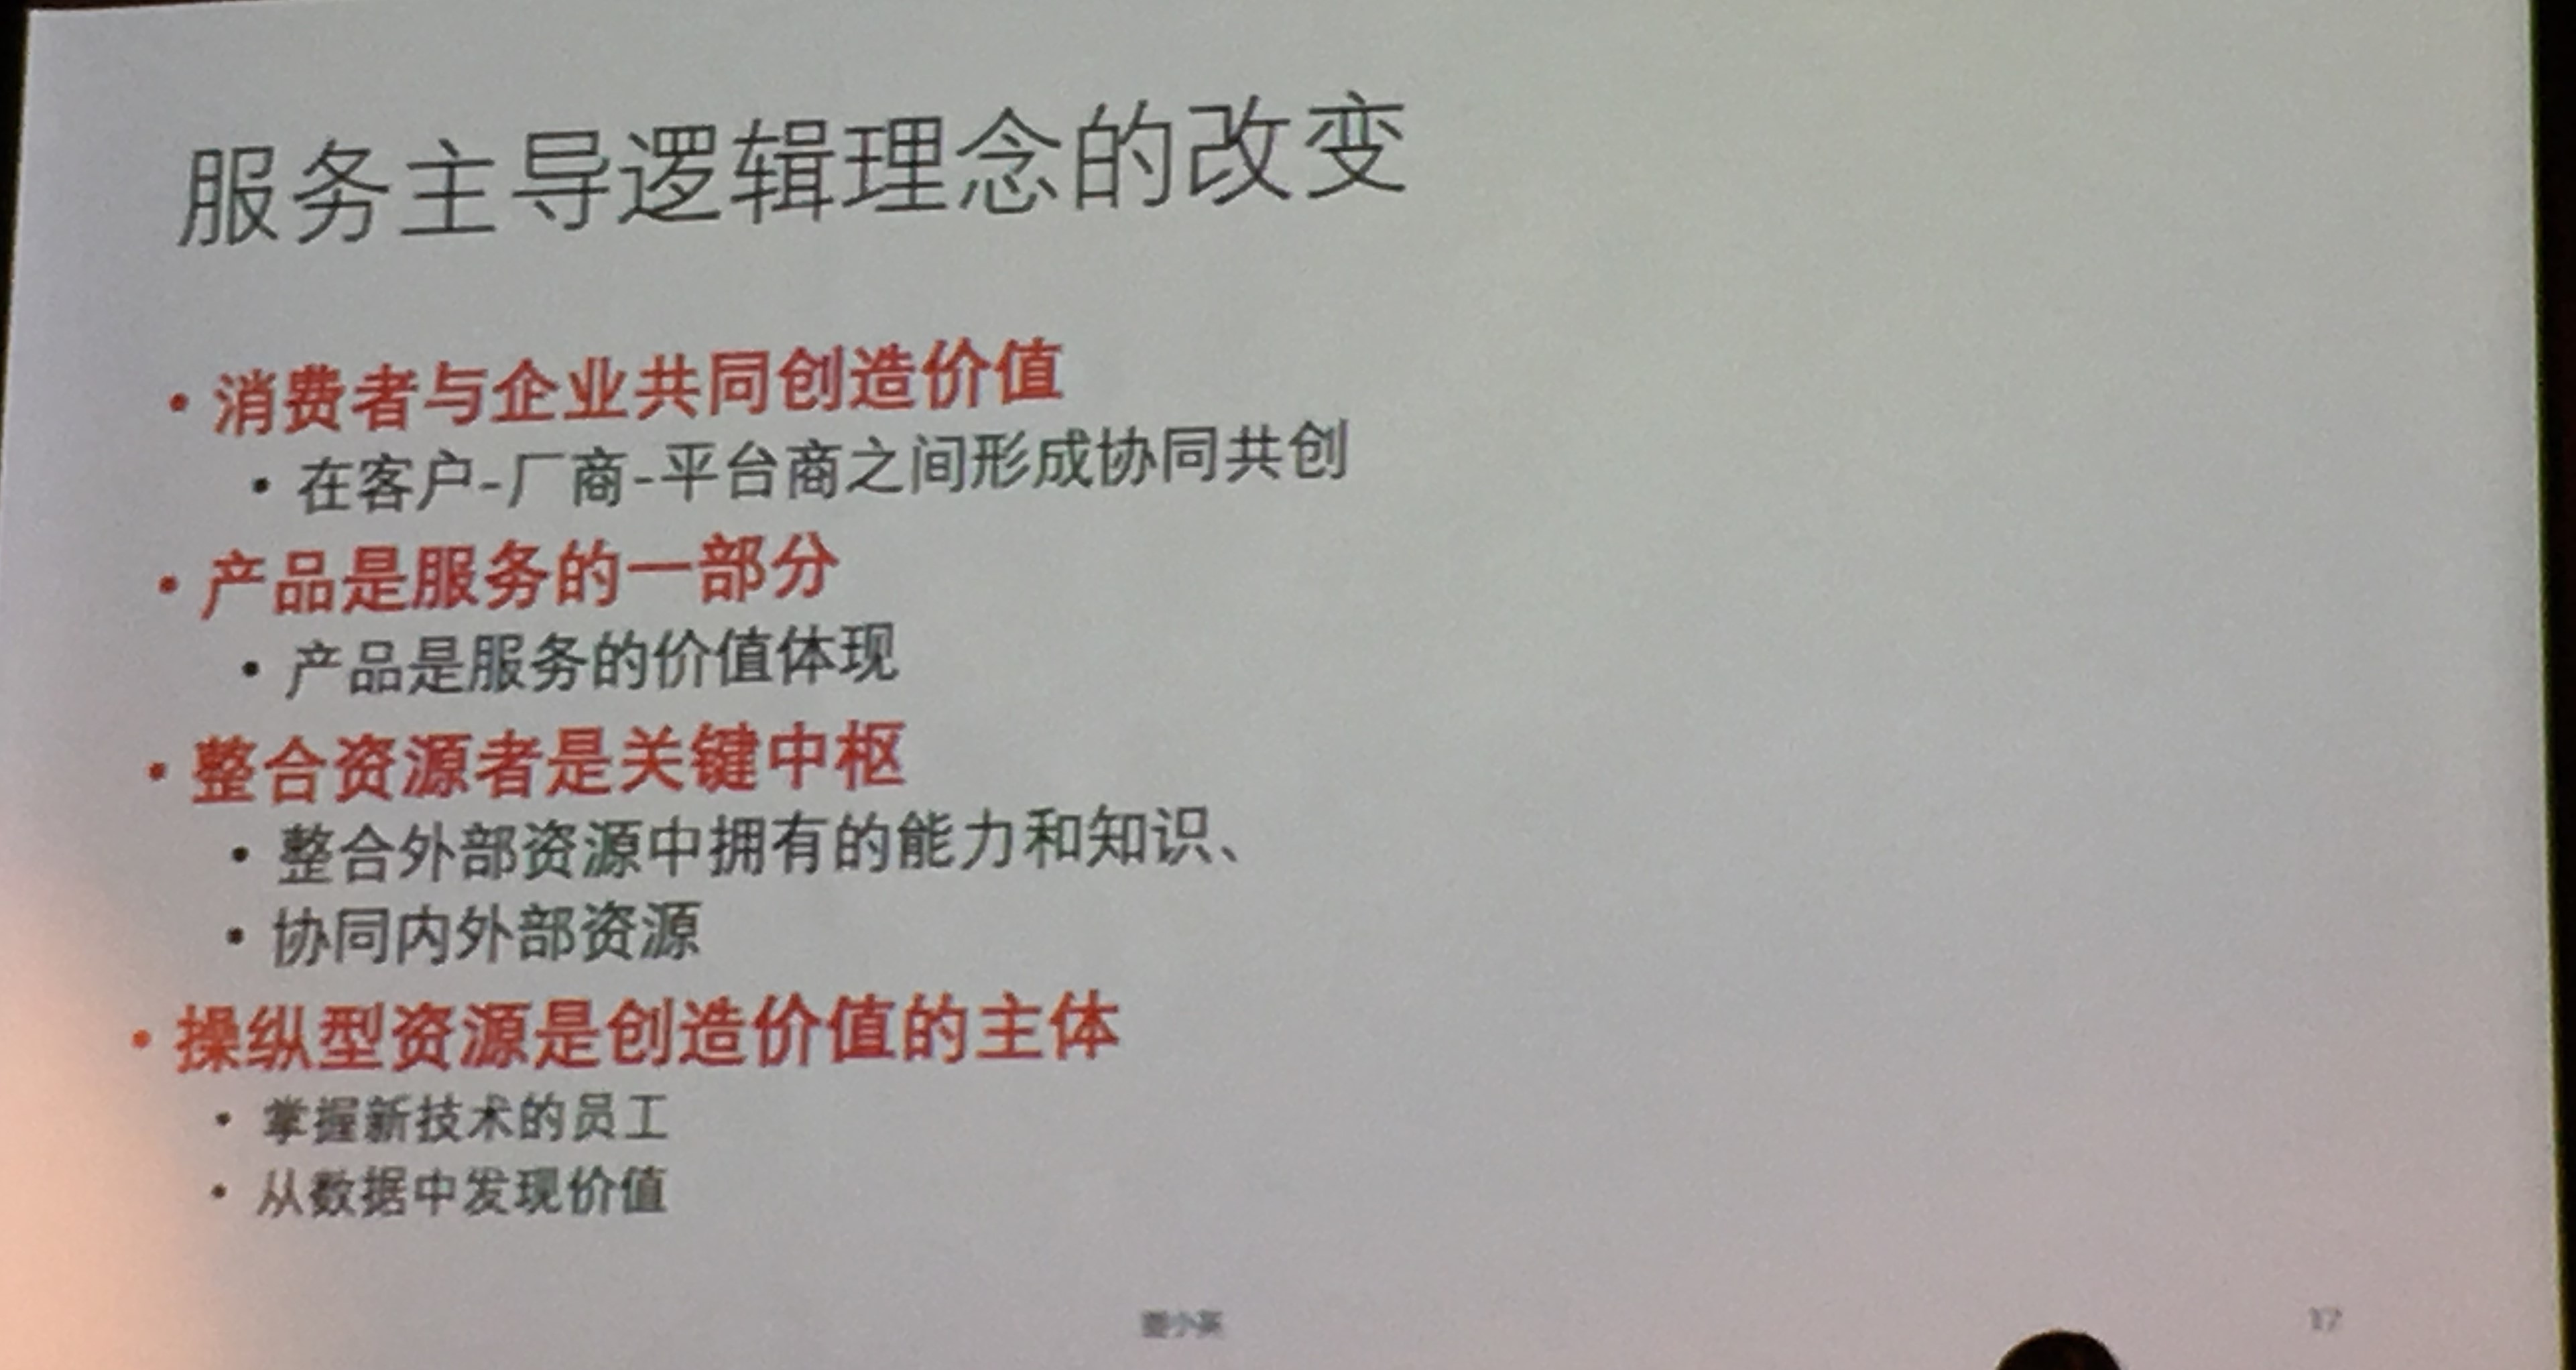 服务主导逻辑理念的改变
• 消费者与企业共同创造价值
• 在客户-厂商-平台商之间形成协同共创
• 产品是服务的一部分
• 产品是服务的价值体现
• 整合资源者是关键中枢
• 整合外部资源中拥有的能力和知识、
• 协同内外部资源
• 操纵型资源是创造价值的主体
• 掌握新技术的员工
• 从数据中发现价值
17